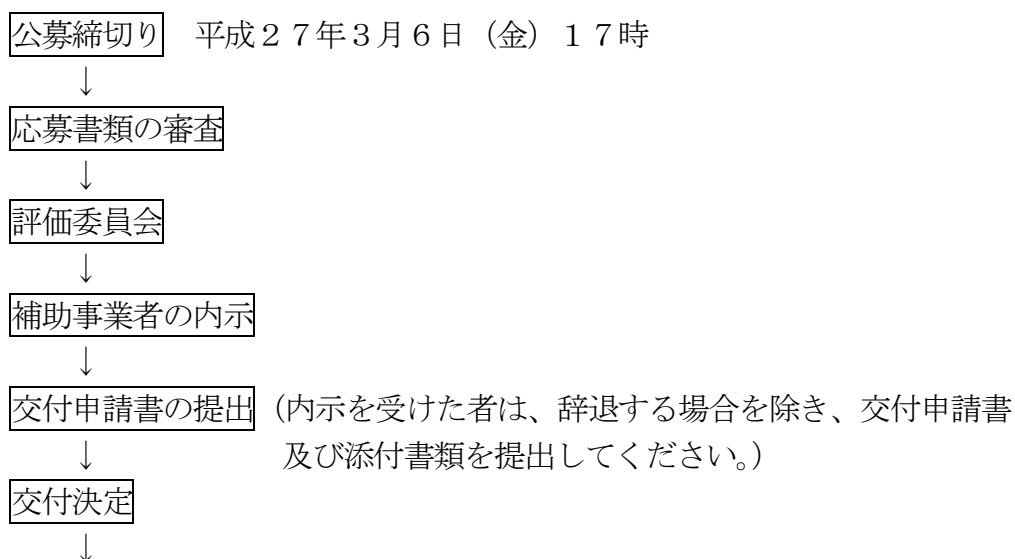 公募締切り　平成２７年３月６日（金）１７時
↓
応募書類の審査
↓
評価委員会
↓
補助事業者の内示
↓
交付申請書の提出（内示を受けた者は、辞退する場合を除き、交付申請書
↓　及び添付書類を提出してください。）
交付決定
↓